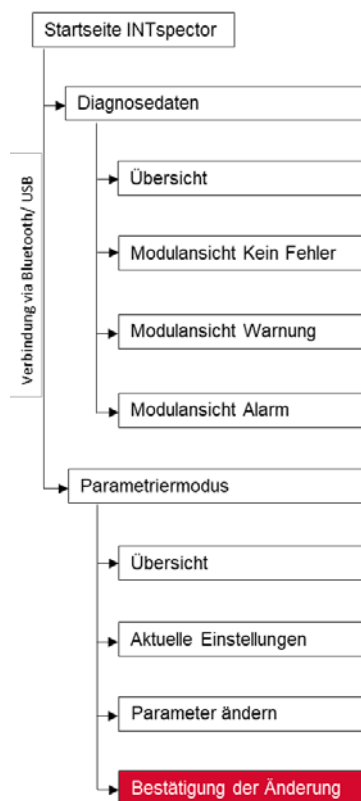 Startseite INTspector
Diagnosedaten
Verbindung via Bluetooth/ USB
Übersicht
Modulansicht Kein Fehler
Modulansicht Warnung
Modulansicht Alarm
Parametriermodus
Übersicht
Aktuelle Einstellungen
Parameter ändern
Bestätigung der Änderung